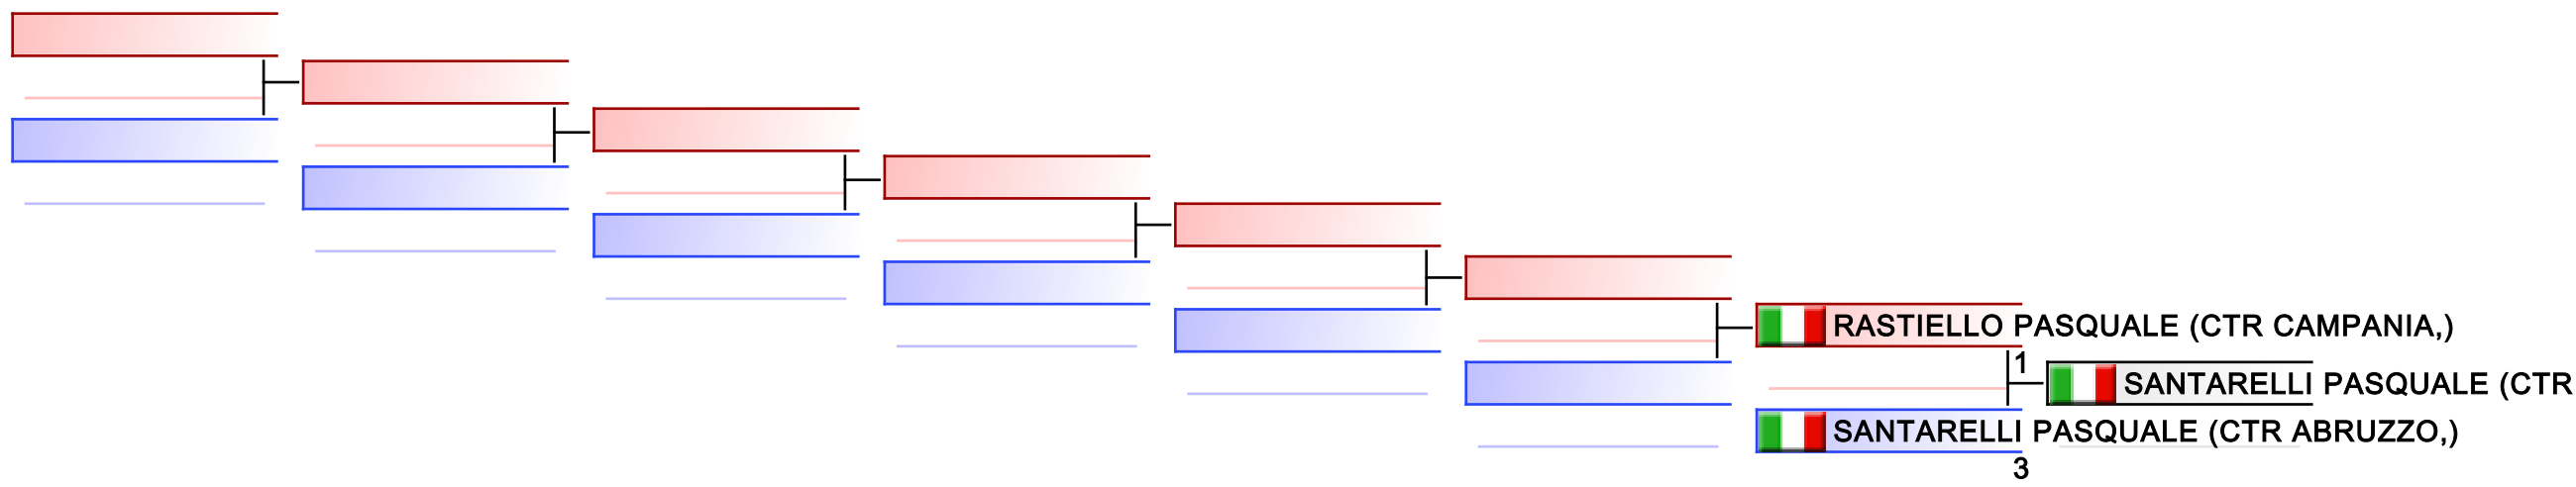 RASTIELLO PASQUALE (CTR CAMPANIA,)
1
SANTARELLI PASQUALE (CTR
SANTARELLI PASQUALE (CTR ABRUZZO,)
3